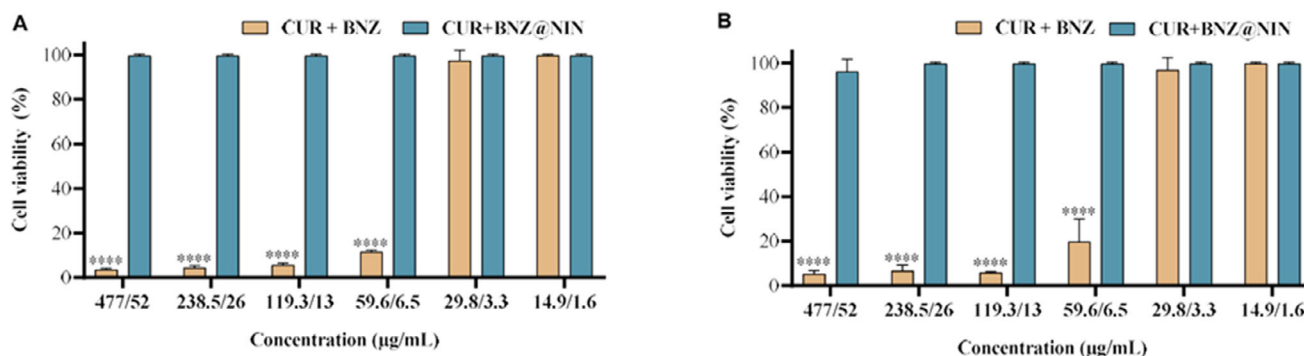 A
CUR + BNZ CUR+BNZ@NIN
Cell viability (%)
100
80
60
40
20
0
**** **** **** ****
477/52 238.5/26 119.3/13 59.6/6.5 29.8/3.3 14.9/1.6
Concentration (µg/mL)
B
CUR + BNZ CUR+BNZ@NIN
Cell viability (%)
100
80
60
40
20
0
**** **** **** ****
477/52 238.5/26 119.3/13 59.6/6.5 29.8/3.3 14.9/1.6
Concentration (µg/mL)